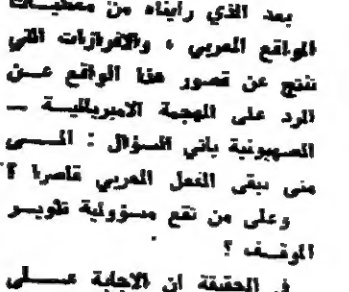 بعد الذي رأيناه من معطيات
الواقع العربي ، والافرازات التي
تنتج عن تصور هذا الواقع عن
الرد على الهجمة الامبريالية –
الصهيونية يأتي السؤال : الى
متى يبقى الفعل العربي قاصرا ؟
وعلى من تقع مسؤولية تطوير
الموقف ؟
في الحقيقة ان الاجابة على